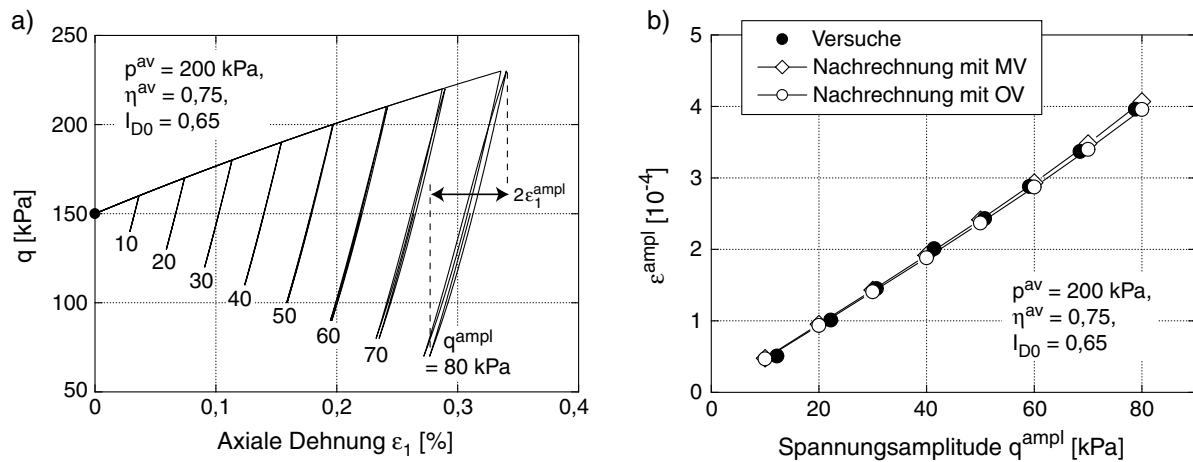 a)
250
200
150
100
50
q [kPa]
p^av = 200 kPa,
η^av = 0,75,
I_D0 = 0,65
10
20
30
40
50
60
70
q^ampl
= 80 kPa
2ε_1^ampl
0
0,1
0,2
0,3
0,4
Axiale Dehnung ε_1 [%]
b)
5
4
3
2
1
0
ε^ampl [10^-4]
Versuche
Nachrechnung mit MV
Nachrechnung mit OV
p^av = 200 kPa,
η^av = 0,75,
I_D0 = 0,65
0
20
40
60
80
Spannungsamplitude q^ampl [kPa]